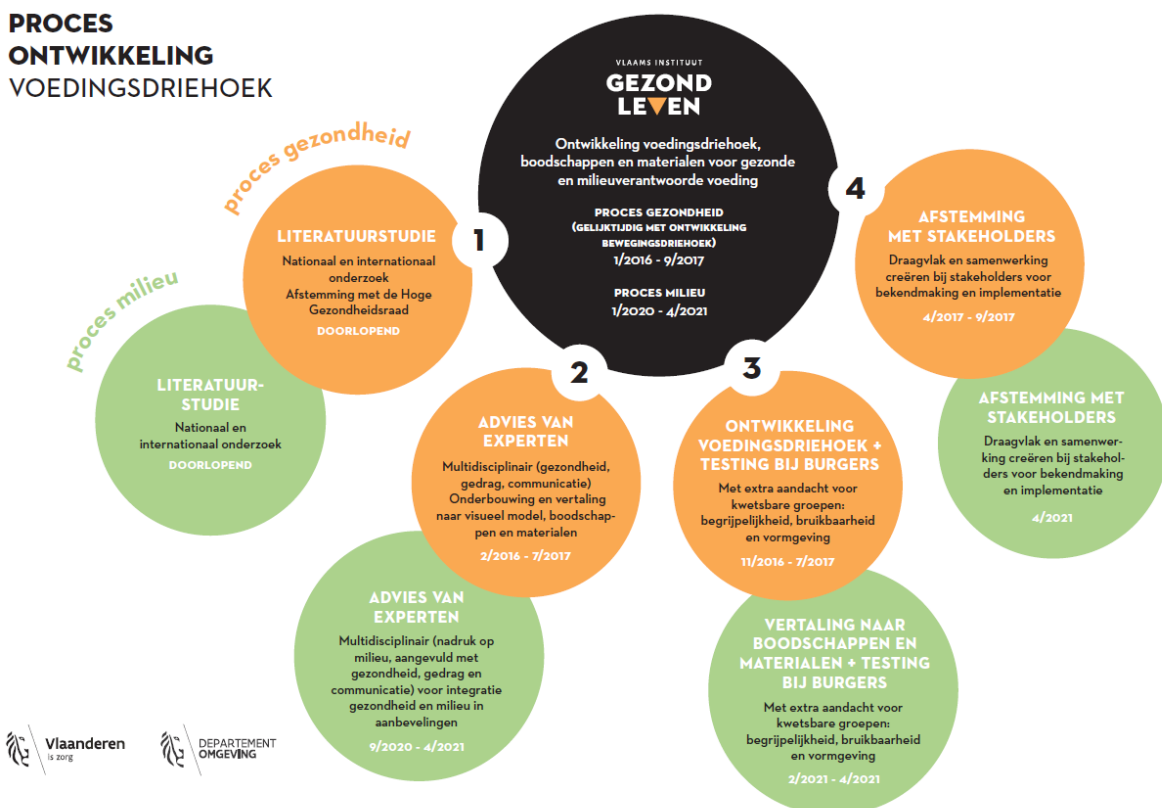 PROCES
ONTWIKKELING
VOEDINGSDRIEHOEK
VLAAMS INSTITUUT
GEZOND
LEVEN
Ontwikkeling voedingsdriehoek,
boodschappen en materialen voor gezonde
en milieuverantwoorde voeding
PROCES GEZONDHEID
(GELIJKTIJDIG MET ONTWIKKELING
BEWEGINGSDRIEHOEK)
1/2016 - 9/2017
PROCES MILIEU
1/2020 - 4/2021
proces gezondheid
1
LITERATUURSTUDIE
Nationaal en internationaal
onderzoek
Afstemming met de Hoge
Gezondheidsraad
DOORLOPEND
proces milieu
LITERATUUR-
STUDIE
Nationaal en
internationaal onderzoek
DOORLOPEND
2
ADVIES VAN
EXPERTEN
Multidisciplinair (gezondheid,
gedrag, communicatie)
Onderbouwing en vertaling
naar visueel model, boodschap-
pen en materialen
2/2016 - 7/2017
ADVIES VAN
EXPERTEN
Multidisciplinair (nadruk op
milieu, aangevuld met
gezondheid, gedrag en
communicatie) voor integratie
gezondheid en milieu in
aanbevelingen
9/2020 - 4/2021
3
ONTWIKKELING
VOEDINGSDRIEHOEK +
TESTING BIJ BURGERS
Met extra aandacht voor
kwetsbare groepen:
begrijpelijkheid, bruikbaarheid
en vormgeving
11/2016 - 7/2017
VERTALING NAAR
BOODSCHAPPEN EN
MATERIALEN + TESTING
BIJ BURGERS
Met extra aandacht voor
kwetsbare groepen:
begrijpelijkheid, bruikbaarheid
en vormgeving
2/2021 - 4/2021
4
AFSTEMMING
MET STAKEHOLDERS
Draagvlak en samenwerking
creëren bij stakeholders voor
bekendmaking en implementatie
4/2017 - 9/2017
AFSTEMMING MET
STAKEHOLDERS
Draagvlak en samenwer-
king creëren bij stakehol-
ders voor bekendmaking
en implementatie
4/2021
Vlaanderen
is zorg
DEPARTEMENT
OMGEVING